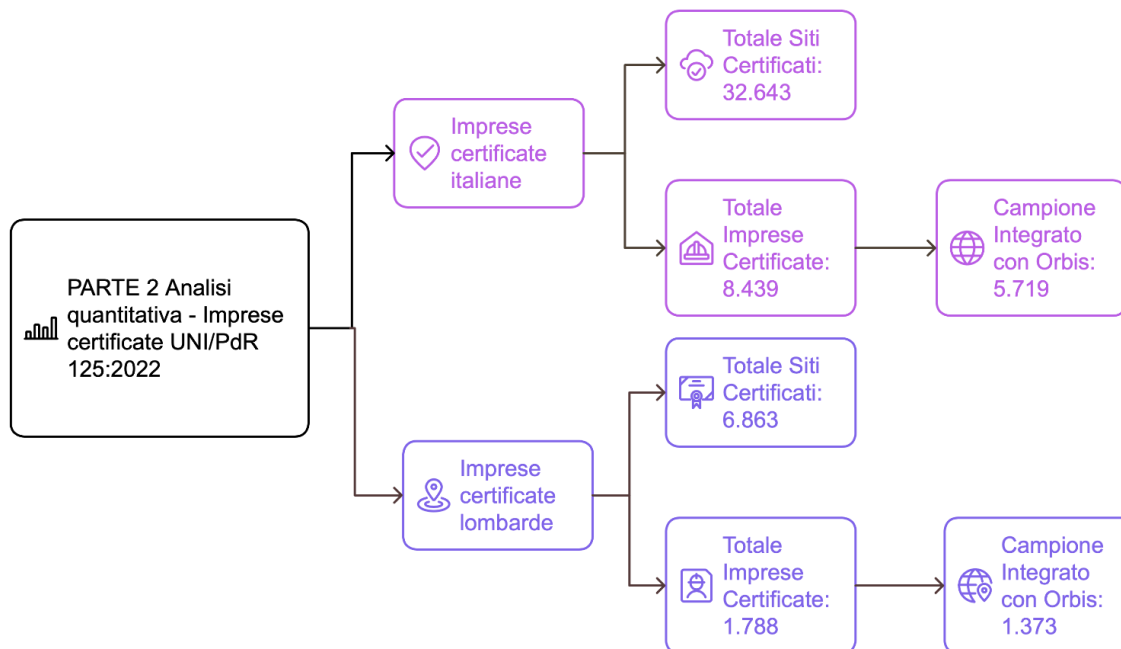 PARTE 2 Analisi
quantitativa - Imprese
certificate UNI/PdR
125:2022
Imprese
certificate
italiane
Totale Siti
Certificati:
32.643
Totale
Imprese
Certificate:
8.439
Campione
Integrato
con Orbis:
5.719
Imprese
certificate
lombarde
Totale Siti
Certificati:
6.863
Totale
Imprese
Certificate:
1.788
Campione
Integrato
con Orbis:
1.373